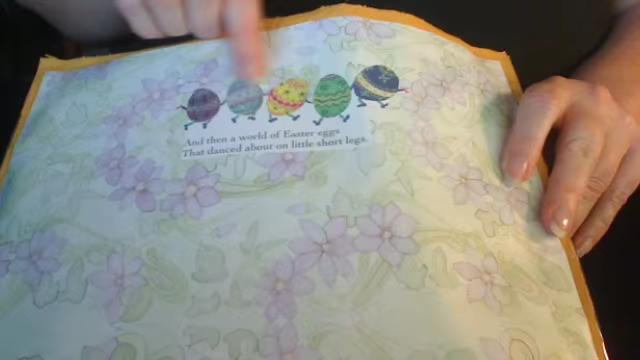 And then a world of Easter eggs
That danced about on little short legs.